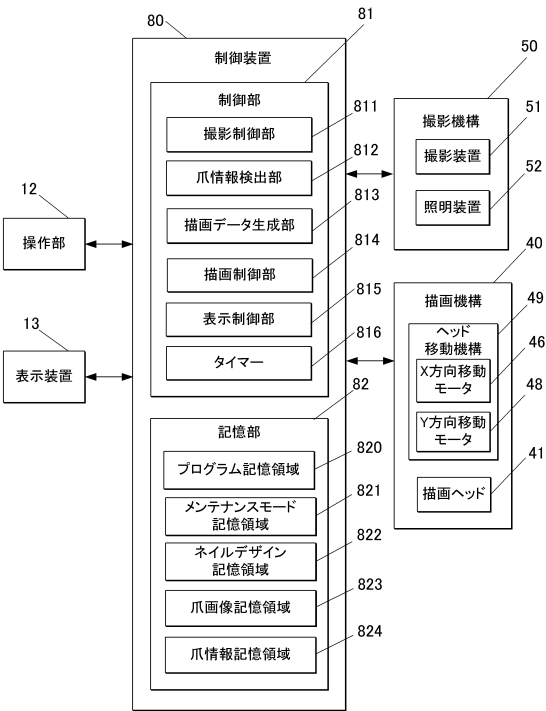 80
制御装置
81
制御部
撮影制御部
811
爪情報検出部
812
描画データ生成部
813
描画制御部
814
表示制御部
815
タイマー
816
82
記憶部
プログラム記憶領域
820
メンテナンスモード
記憶領域
821
ネイルデザイン
記憶領域
822
爪画像記憶領域
823
爪情報記憶領域
824
12
操作部
13
表示装置
50
撮影機構
51
撮影装置
52
照明装置
40
描画機構
49
ヘッド
移動機構
46
X方向移動
モータ
48
Y方向移動
モータ
41
描画ヘッド